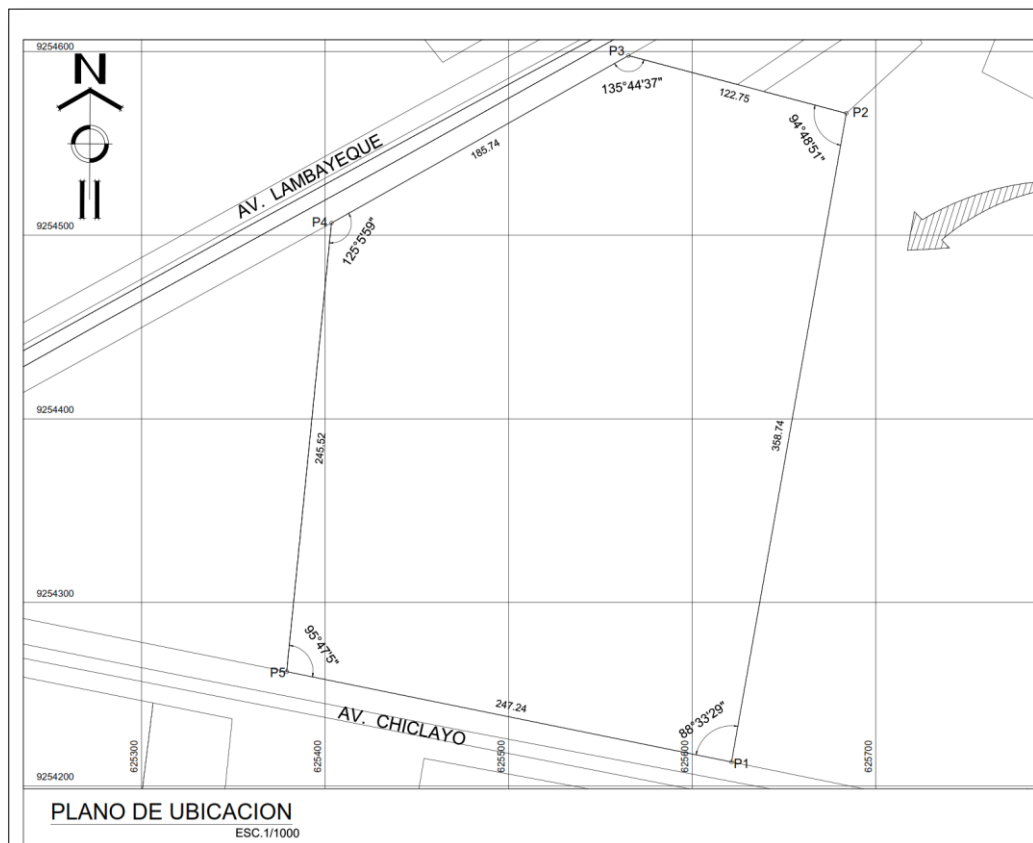 9254600
P3
N
135°44'37"
122.75
P2
94°48'51"
185.74
AV. LAMBAYEQUE
P4
9254500
125°5'59"
9254400
245.52
358.74
9254300
95°47'5"
P5
247.24
88°33'29"
AV. CHICLAYO
P1
625300
625400
625500
625600
625700
9254200
PLANO DE UBICACION
ESC.1/1000